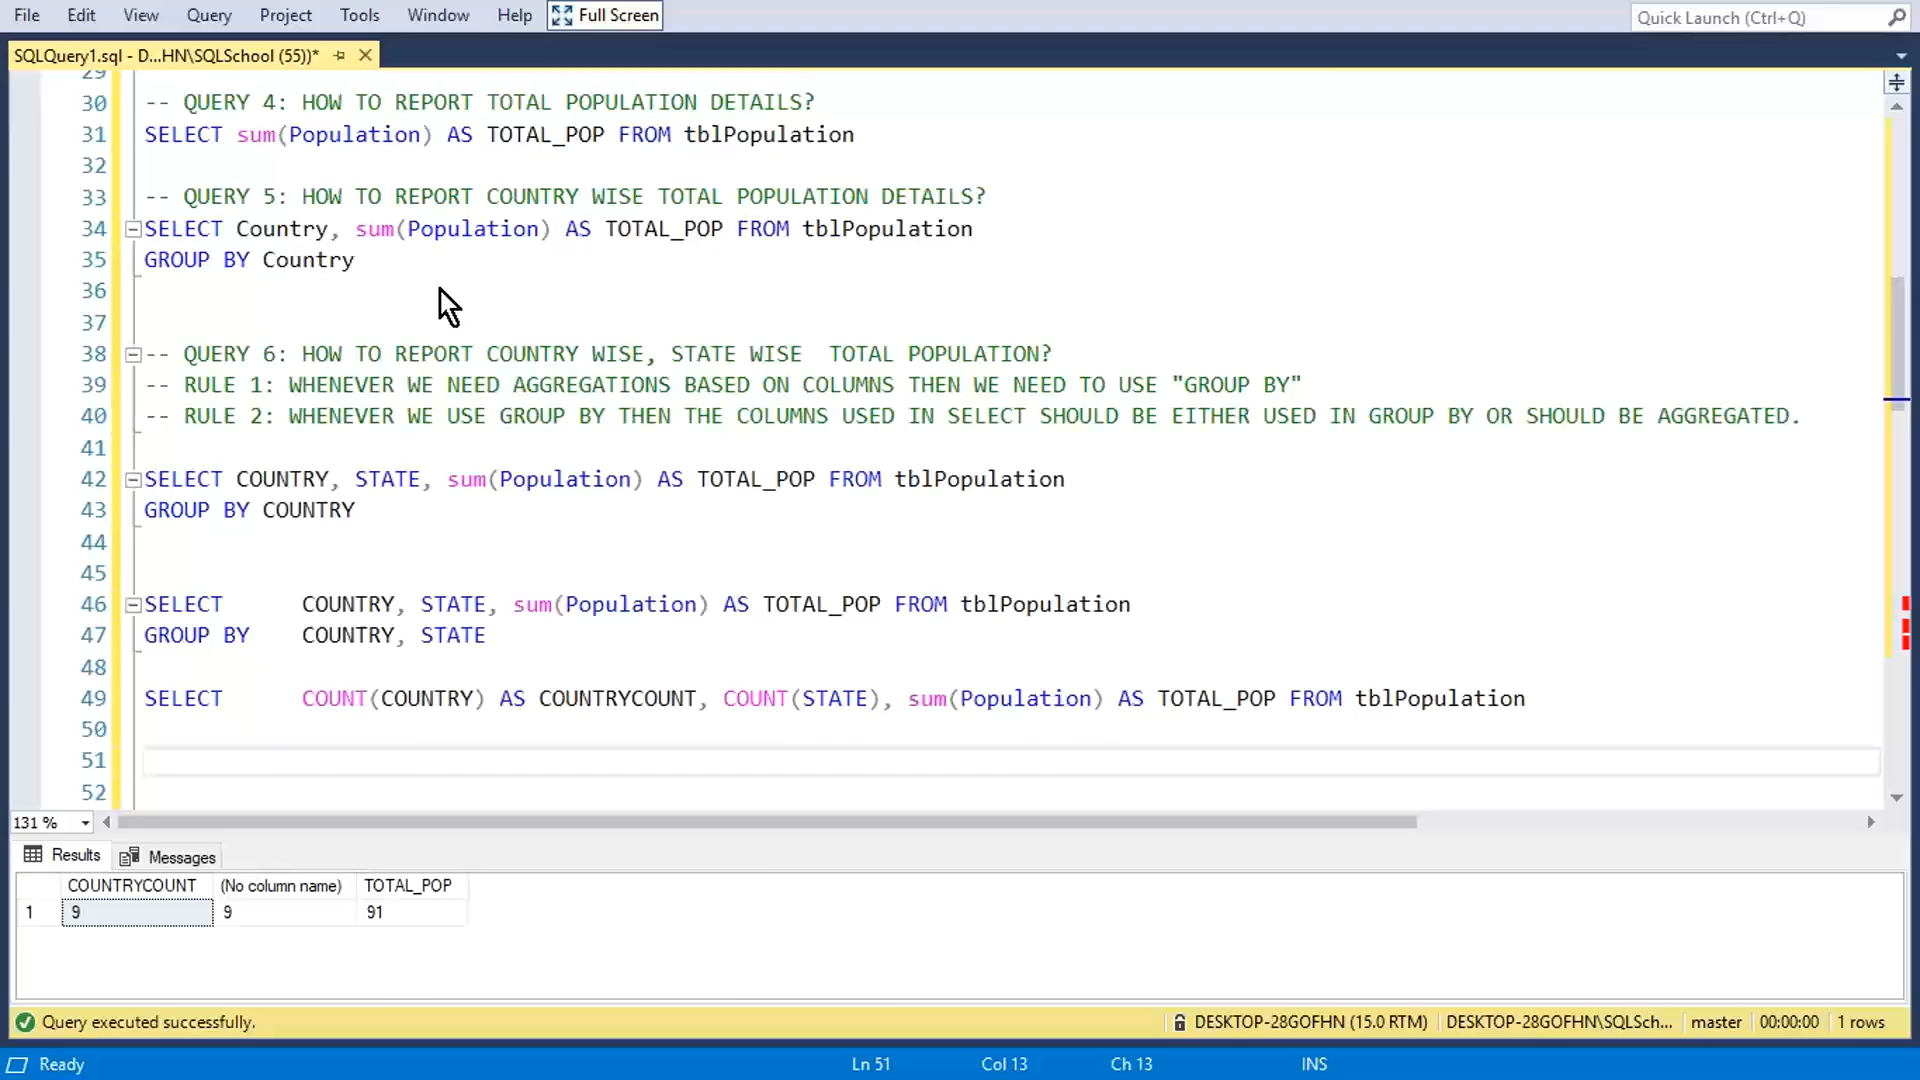 File Edit View Query Project Tools Window Help Full Screen
Quick Launch (Ctrl+Q)
SQLQuery1.sql - D...HN\SQLSchool (55))*
29
30 -- QUERY 4: HOW TO REPORT TOTAL POPULATION DETAILS?
31 SELECT sum(Population) AS TOTAL_POP FROM tblPopulation
32
33 -- QUERY 5: HOW TO REPORT COUNTRY WISE TOTAL POPULATION DETAILS?
34 SELECT Country, sum(Population) AS TOTAL_POP FROM tblPopulation
35 GROUP BY Country
36
37
38 -- QUERY 6: HOW TO REPORT COUNTRY WISE, STATE WISE  TOTAL POPULATION?
39 -- RULE 1: WHENEVER WE NEED AGGREGATIONS BASED ON COLUMNS THEN WE NEED TO USE "GROUP BY"
40 -- RULE 2: WHENEVER WE USE GROUP BY THEN THE COLUMNS USED IN SELECT SHOULD BE EITHER USED IN GROUP BY OR SHOULD BE AGGREGATED.
41
42 SELECT COUNTRY, STATE, sum(Population) AS TOTAL_POP FROM tblPopulation
43 GROUP BY COUNTRY
44
45
46 SELECT COUNTRY, STATE, sum(Population) AS TOTAL_POP FROM tblPopulation
47 GROUP BY COUNTRY, STATE
48
49 SELECT COUNT(COUNTRY) AS COUNTRYCOUNT, COUNT(STATE), sum(Population) AS TOTAL_POP FROM tblPopulation
50
51
52
131 %
Results Messages
COUNTRYCOUNT (No column name) TOTAL_POP
1 9 9 91
Query executed successfully. DESKTOP-28GOFHN (15.0 RTM) DESKTOP-28GOFHN\SQLSch... master 00:00:00 1 rows
Ready Ln 51 Col 13 Ch 13 INS